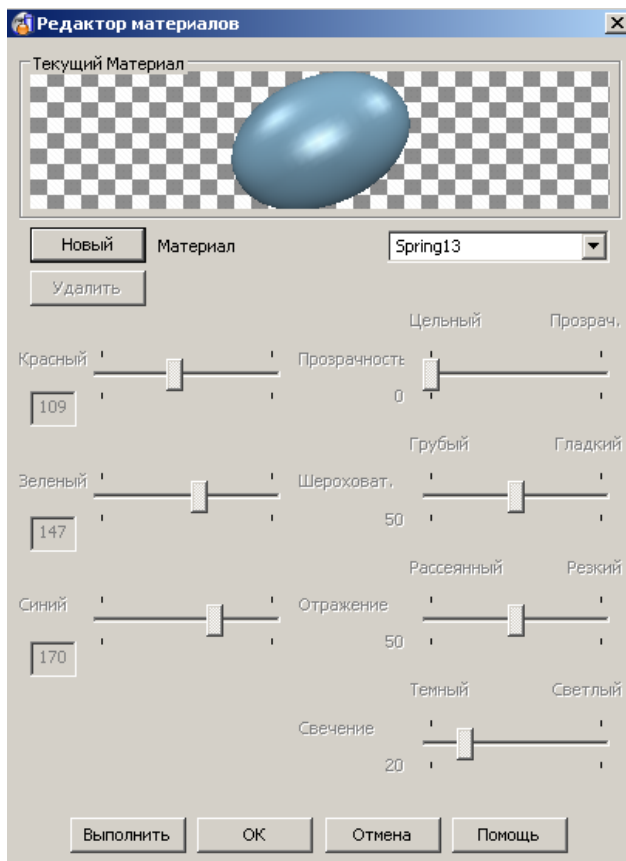 Редактор материалов
Текущий Материал
Новый Материал Spring13
Удалить
Цельный Прозрач.
Красный Прозрачность
109 0
Грубый Гладкий
Зеленый Шероховат.
147 50
Рассеянный Резкий
Синий Отражение
170 50
Темный Светлый
Свечение
20
Выполнить ОК Отмена Помощь